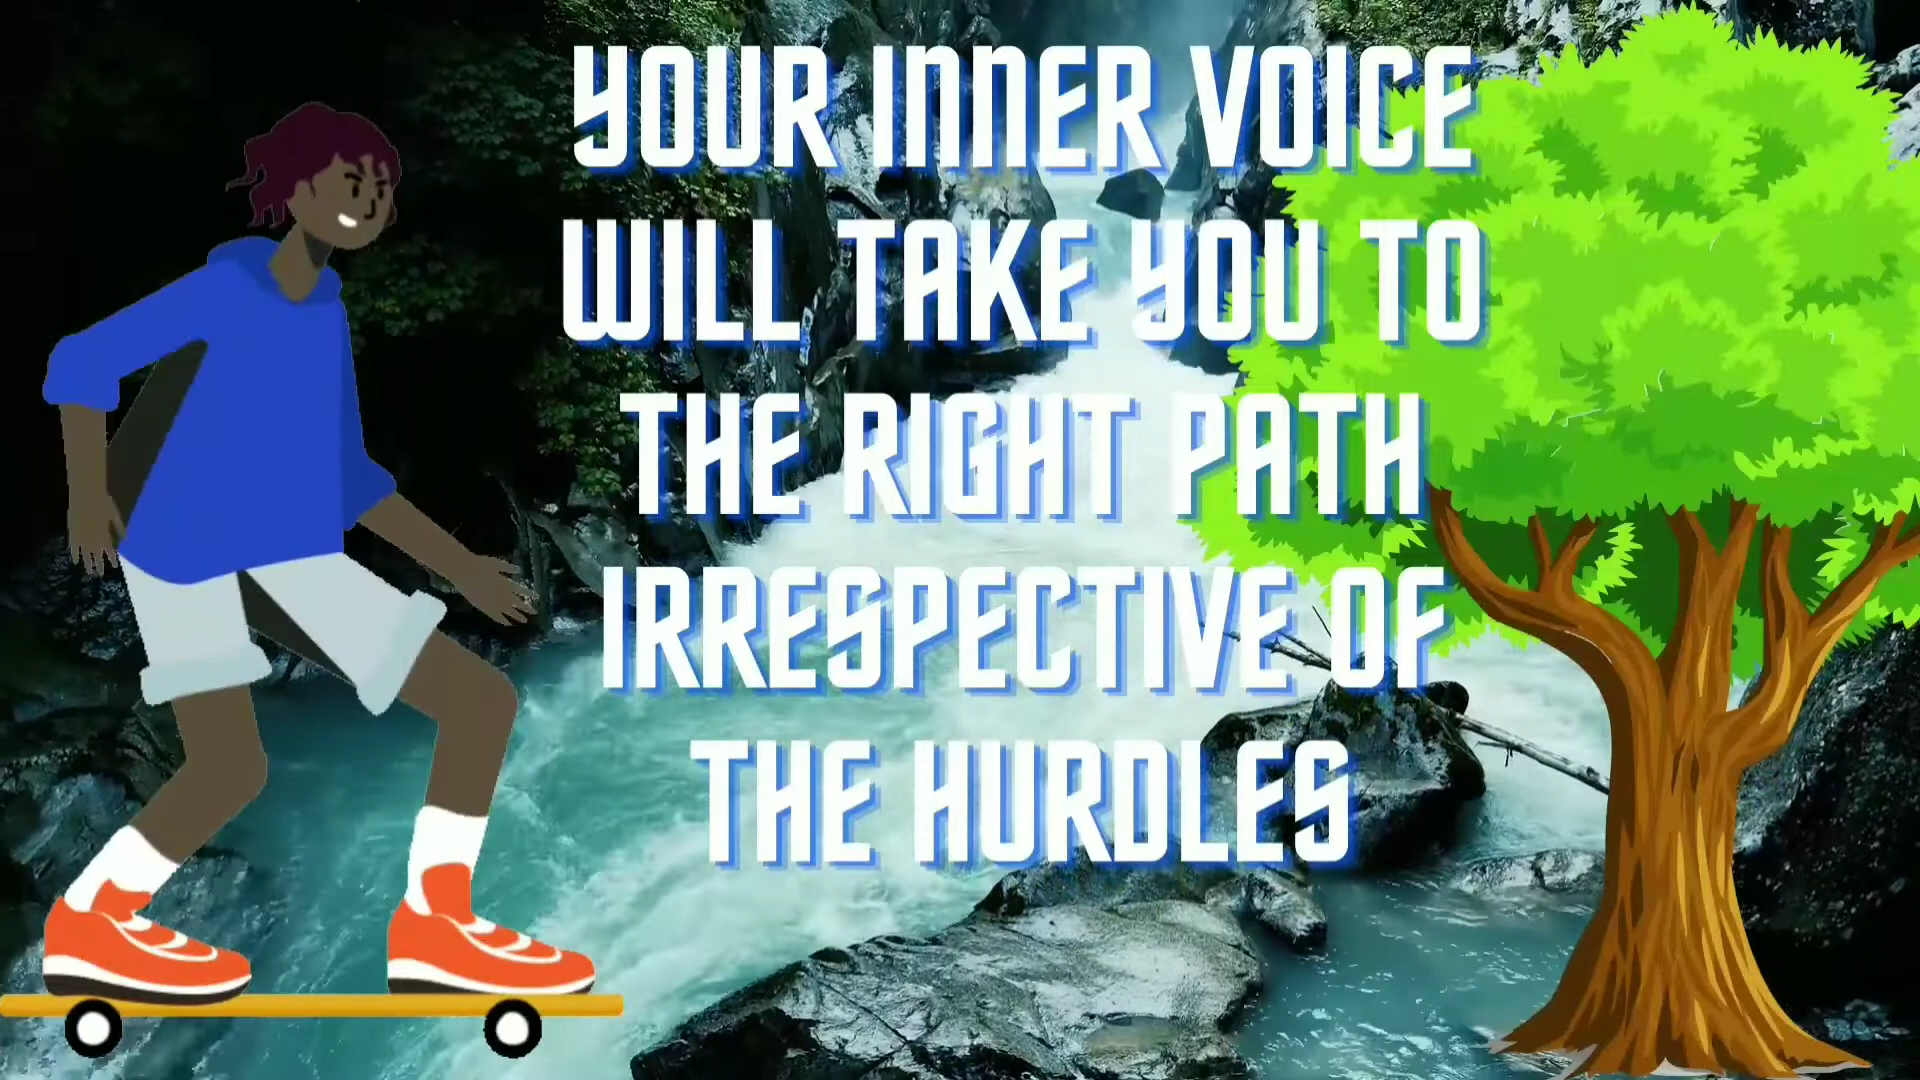 YOUR INNER VOICE
WILL TAKE YOU TO
THE RIGHT PATH
IRRESPECTIVE OF
THE HURDLES